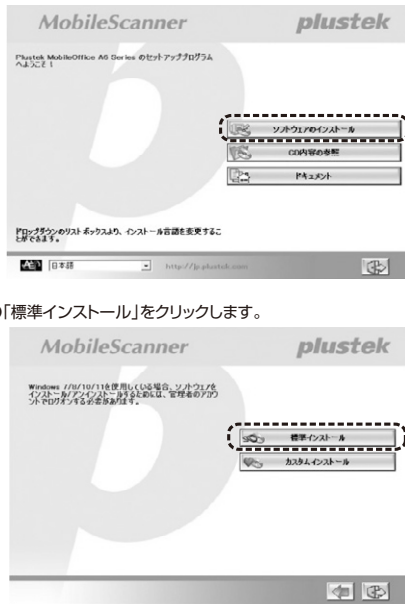 MobileScanner
plustek
Plustek MobileOffice A6 Series のセットアッププログラム
へようこそ！
ソフトウェアのインストール
CD内容の参照
ドキュメント
ドロップダウンのリスト ボックスより、インストール言語を変更するこ
とができます。
日本語
http://jp.plustek.com
「標準インストール」をクリックします。
MobileScanner
plustek
Windows 7/8/10/11を使用している場合、ソフトウェアを
インストール/アンインストールするためには、管理者のアカウ
ントでログオンする必要があります。
標準インストール
カスタムインストール